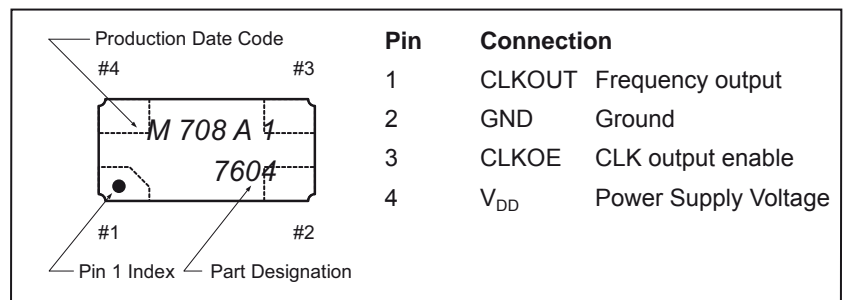 Production Date Code
#4 #3
M 708 A 1
7604
#1 #2
Pin 1 Index Part Designation
Pin Connection
1 CLKOUT Frequency output
2 GND Ground
3 CLKOE CLK output enable
4 VDD Power Supply Voltage